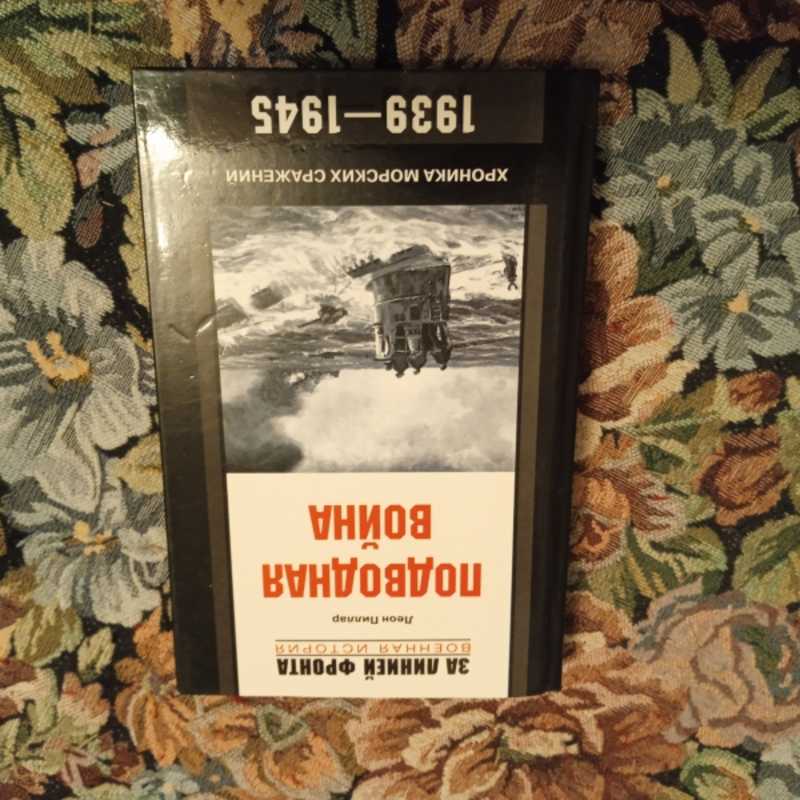 ЗА ЛИНИЕЙ ФРОНТА
ВОЕННАЯ ИСТОРИЯ
Леон Пиллар
ПОДВОДНАЯ
ВОЙНА
ХРОНИКА МОРСКИХ СРАЖЕНИЙ
1939—1945